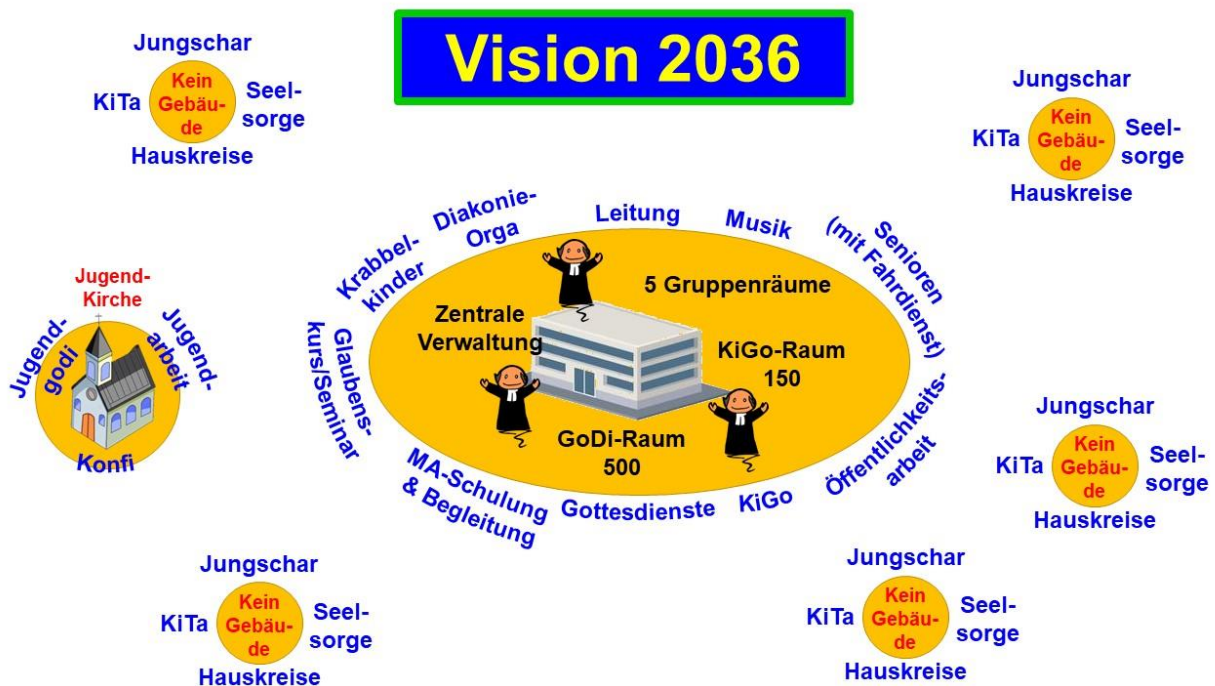 Vision 2036
Jungschar
KiTa
Kein
Gebäu-
de
Seel-
sorge
Hauskreise
Jungschar
KiTa
Kein
Gebäu-
de
Seel-
sorge
Hauskreise
Jugend-
Kirche
Jugend-
godi
Jugend-
arbeit
Konfi
Glaubens-
kurs/Seminar
Krabbel-
kinder
Diakonie-
Orga
Leitung
Musik
Senioren
(mit Fahrdienst)
Öffentlichkeits-
arbeit
KiGo
Gottesdienste
MA-Schulung
& Begleitung
5 Gruppenräume
Zentrale
Verwaltung
KiGo-Raum
150
GoDi-Raum
500
Jungschar
KiTa
Kein
Gebäu-
de
Seel-
sorge
Hauskreise
Jungschar
KiTa
Kein
Gebäu-
de
Seel-
sorge
Hauskreise
Jungschar
KiTa
Kein
Gebäu-
de
Seel-
sorge
Hauskreise